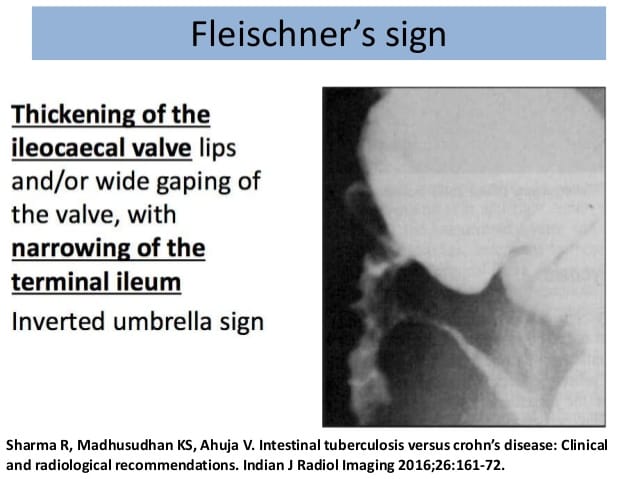 Fleischner’s sign
Thickening of the
ileocaecal valve lips
and/or wide gaping of
the valve, with
narrowing of the
terminal ileum
Inverted umbrella sign
Sharma R, Madhusudhan KS, Ahuja V. Intestinal tuberculosis versus crohn’s disease: Clinical
and radiological recommendations. Indian J Radiol Imaging 2016;26:161-72.